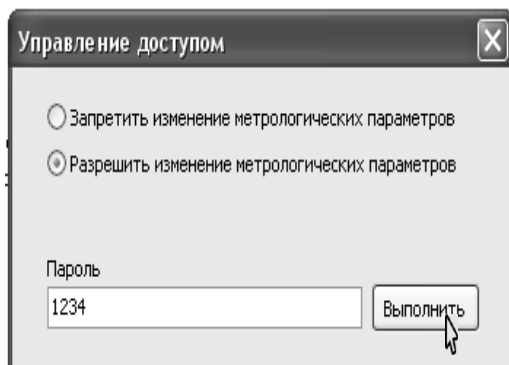 Управление доступом
Запретить изменение метрологических параметров
Разрешить изменение метрологических параметров
Пароль
1234
Выполнить